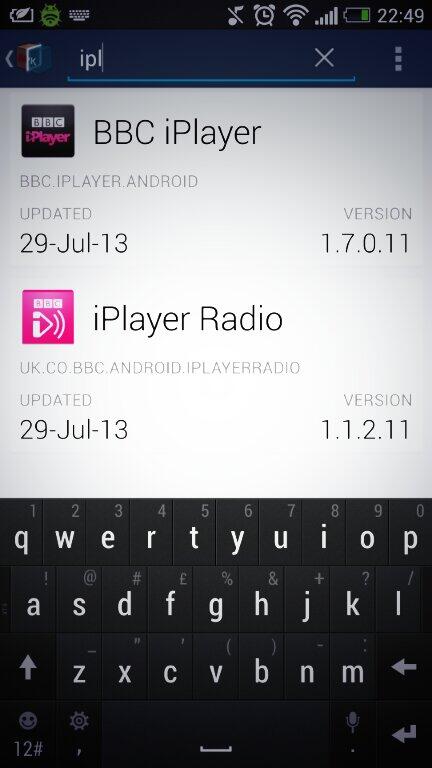 22:49
ipl
BBC
iPlayer
BBC iPlayer
BBC.IPLAYER.ANDROID
UPDATED VERSION
29-Jul-13 1.7.0.11
BBC
iPlayer Radio
UK.CO.BBC.ANDROID.IPLAYERRADIO
UPDATED VERSION
29-Jul-13 1.1.2.11
1 2 3 4 5 6 7 8 9 0
q w e r t y u i o p
! @ # £ % & + ? /
a s d f g h j k l
_ " ' ( ) - :
z x c v b n m
12# , .